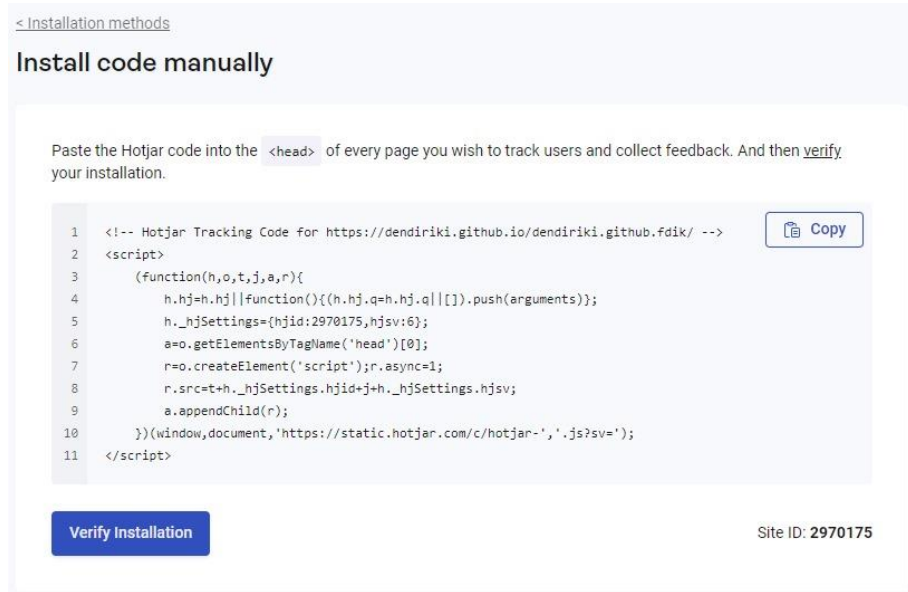 < Installation methods
Install code manually
Paste the Hotjar code into the <head> of every page you wish to track users and collect feedback. And then verify
your installation.
Copy
1 <!-- Hotjar Tracking Code for https://dendiriki.github.io/dendiriki.github.fdik/ -->
2 <script>
3 (function(h,o,t,j,a,r){
4 h.hj=h.hj||function(){(h.hj.q=h.hj.q||[]).push(arguments)};
5 h._hjSettings={hjid:2970175,hjsv:6};
6 a=o.getElementsByTagName('head')[0];
7 r=o.createElement('script');r.async=1;
8 r.src=t+h._hjSettings.hjid+j+h._hjSettings.hjsv;
9 a.appendChild(r);
10 })(window,document,'https://static.hotjar.com/c/hotjar-','.js?sv=');
11 </script>
Verify Installation
Site ID: 2970175